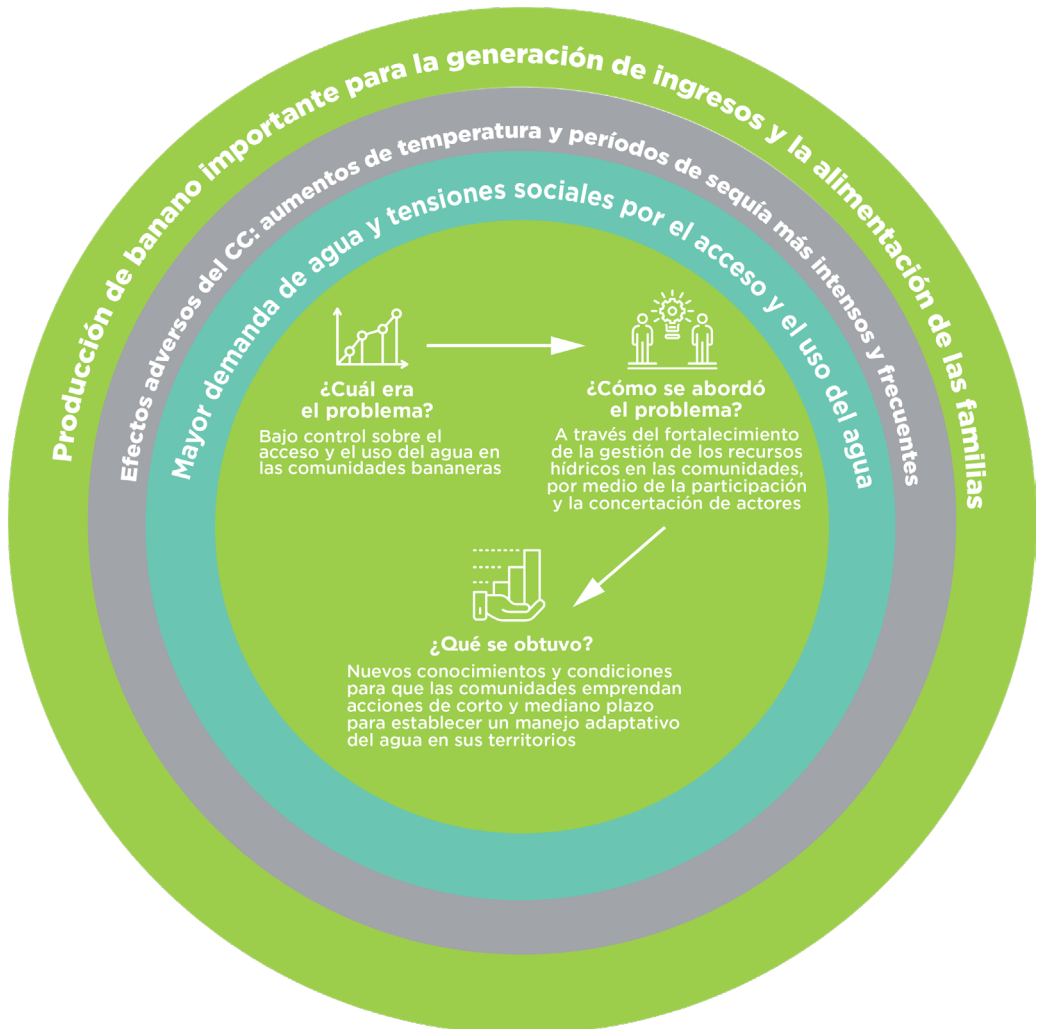 Producción de banano importante para la generación de ingresos y la alimentación de las familias
Efectos adversos del CC: aumentos de temperatura y períodos de sequía más intensos y frecuentes
Mayor demanda de agua y tensiones sociales por el acceso y el uso del agua
¿Cuál era
el problema?
Bajo control sobre el
acceso y el uso del agua en
las comunidades bananeras
¿Cómo se abordó
el problema?
A través del fortalecimiento
de la gestión de los recursos
hídricos en las comunidades,
por medio de la participación
y la concertación de actores
¿Qué se obtuvo?
Nuevos conocimientos y condiciones
para que las comunidades emprendan
acciones de corto y mediano plazo
para establecer un manejo adaptativo
del agua en sus territorios